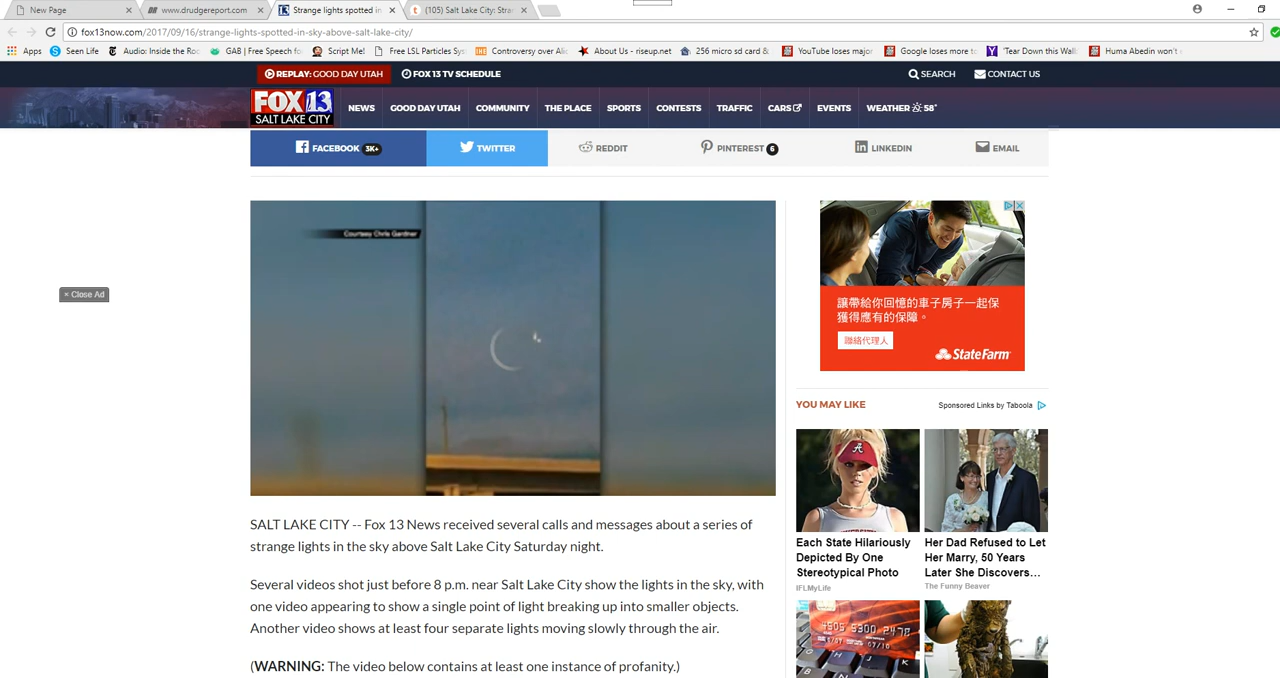 New Page
www.drudgereport.com
Strange lights spotted in
(105) Salt Lake City: Stra
fox13now.com/2017/09/16/strange-lights-spotted-in-sky-above-salt-lake-city/
Apps
Seen Life
Audio: Inside the Roo
GAB | Free Speech fo
Script Me!
Free LSL Particles Sys
Controversy over Alic
About Us - riseup.net
256 micro sd card &
YouTube loses major
Google loses more to
'Tear Down this Wall
Huma Abedin won't
REPLAY: GOOD DAY UTAH
FOX 13 TV SCHEDULE
SEARCH
CONTACT US
FOX 13
SALT LAKE CITY
NEWS
GOOD DAY UTAH
COMMUNITY
THE PLACE
SPORTS
CONTESTS
TRAFFIC
CARS
EVENTS
WEATHER 58°
FACEBOOK 3K+
TWITTER
REDDIT
PINTEREST 6
LINKEDIN
EMAIL
Courtesy Chris Gardner
× Close Ad
讓帶給你回憶的車子房子一起保
獲得應有的保障。
聯絡代理人
StateFarm
YOU MAY LIKE
Sponsored Links by Taboola
A
Each State Hilariously
Depicted By One
Stereotypical Photo
IFLMyLife
Her Dad Refused to Let
Her Marry, 50 Years
Later She Discovers...
The Funny Beaver
SALT LAKE CITY -- Fox 13 News received several calls and messages about a series of
strange lights in the sky above Salt Lake City Saturday night.
Several videos shot just before 8 p.m. near Salt Lake City show the lights in the sky, with
one video appearing to show a single point of light breaking up into smaller objects.
Another video shows at least four separate lights moving slowly through the air.
(WARNING: The video below contains at least one instance of profanity.)